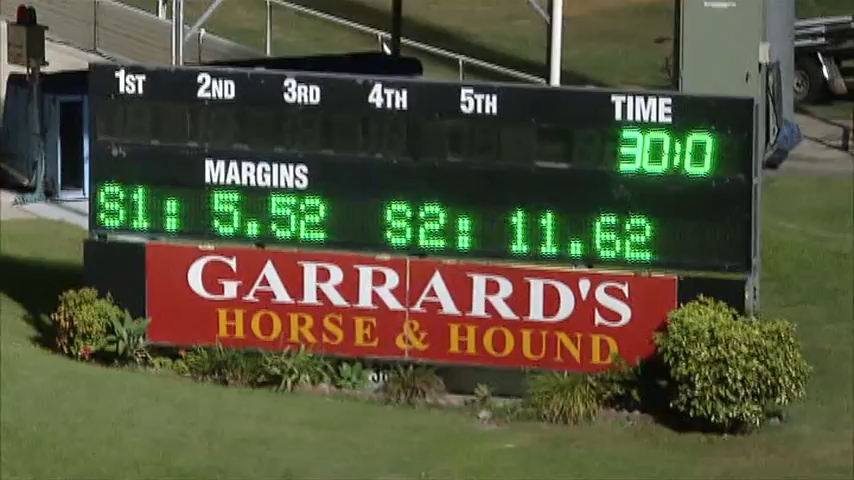 1ST 2ND 3RD 4TH 5TH TIME
30:0
MARGINS
S1: 5.52 S2: 11.62
GARRARD'S
HORSE & HOUND